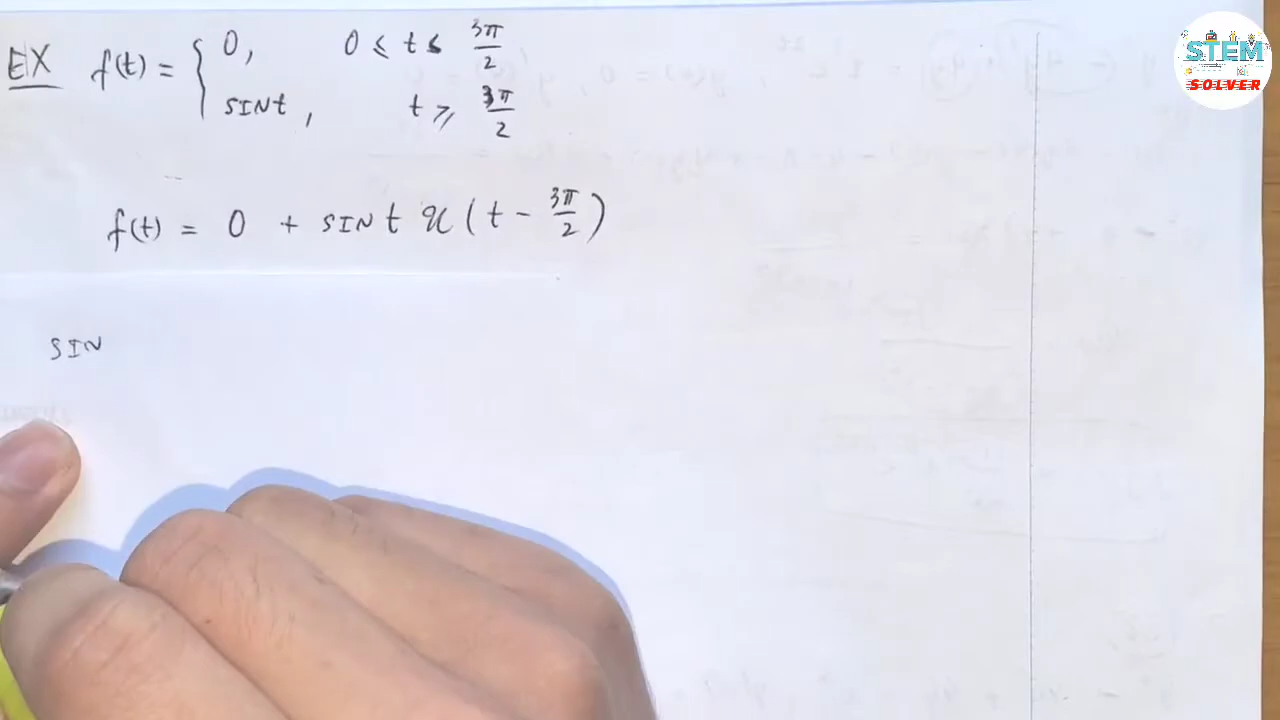 EX f(t) = { 0, 0 ≤ t < 3π/2
SINt, t ≥ 3π/2
f(t) = 0 + SINt 𝒰(t - 3π/2)
SIN
STEM
SOLVER